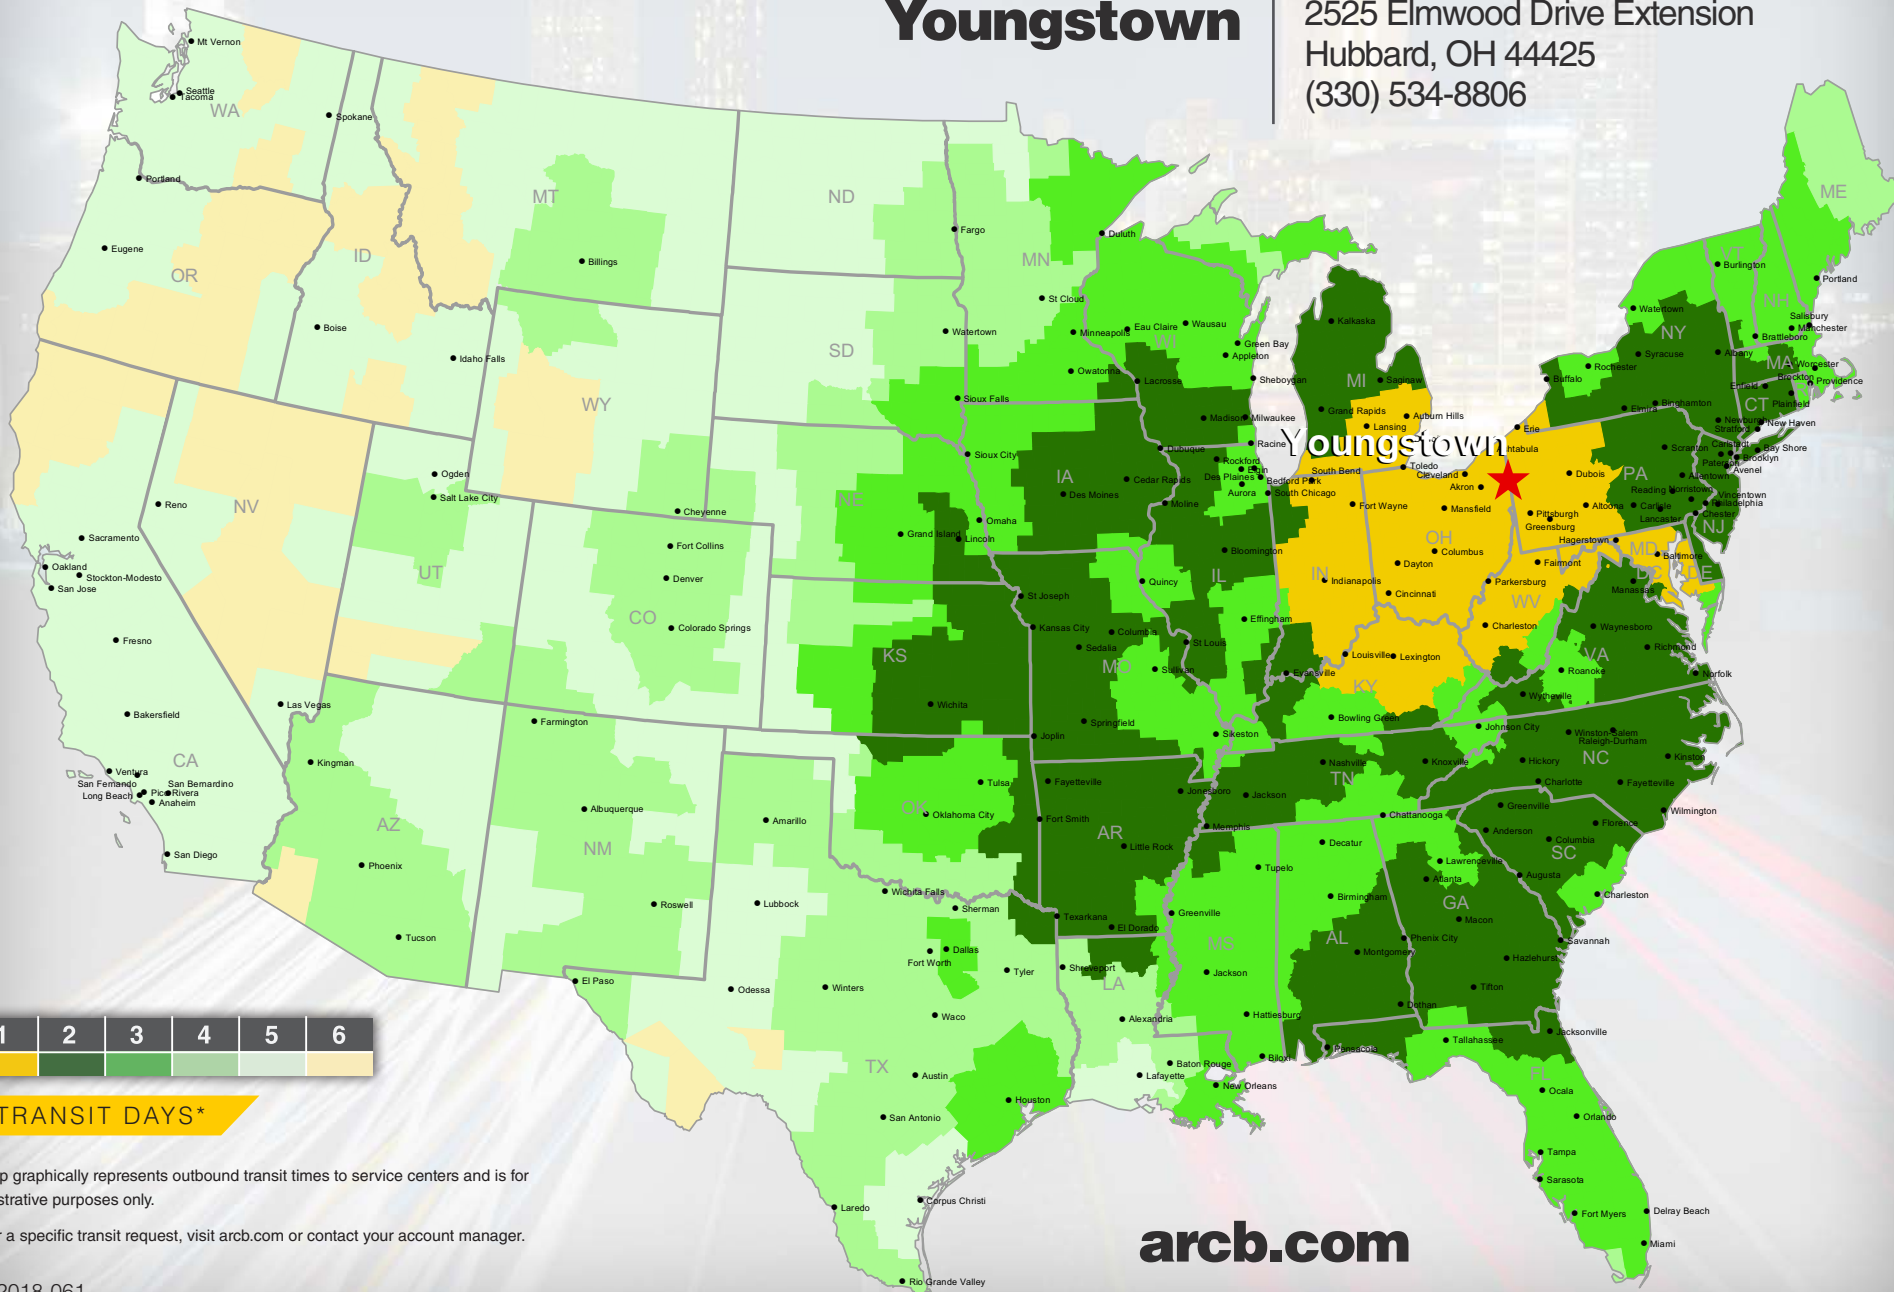 Youngstown
2525 Elmwood Drive Extension
Hubbard, OH 44425
(330) 534-8806
Mt Vernon
Seattle
Tacoma
WA
Spokane
Portland
Eugene
OR
ID
Boise
Idaho Falls
MT
Billings
ND
Fargo
MN
Duluth
St Cloud
Minneapolis
Owatonna
SD
Watertown
Sioux Falls
WY
Cheyenne
NE
Grand Island
Lincoln
Omaha
Sioux City
IA
Des Moines
Cedar Rapids
Dubuque
Moline
WI
Eau Claire
Wausau
Green Bay
Appleton
Sheboygan
Lacrosse
Madison
Milwaukee
Racine
MI
Kalkaska
Saginaw
Grand Rapids
Lansing
Auburn Hills
Youngstown
South Bend
Toledo
Cleveland
htabula
Akron
Erie
Rockford
Elgin
Des Plaines
Bedford Park
Aurora
South Chicago
Bloomington
IL
Quincy
Effingham
IN
Fort Wayne
Indianapolis
Evansville
OH
Mansfield
Columbus
Dayton
Cincinnati
PA
Dubois
Pittsburgh
Greensburg
Altoona
Scranton
Allentown
Reading
Norristown
Vincentown
Philadelphia
Carlisle
Lancaster
Chester
NJ
NY
Watertown
Syracuse
Rochester
Buffalo
Elmira
Binghamton
Albany
Newburgh
Stratford
New Haven
Carlstadt
Bay Shore
Paterson
Brooklyn
Avenel
VT
Burlington
NH
ME
Portland
Salisbury
Manchester
Brattleboro
MA
Worcester
Brockton
Providence
Enfield
Plainfield
CT
Hagerstown
MD
Baltimore
DC
DE
Manassas
WV
Fairmont
Parkersburg
Charleston
VA
Waynesboro
Richmond
Roanoke
Norfolk
Wytheville
KY
Louisville
Lexington
Bowling Green
TN
Nashville
Knoxville
Johnson City
Jackson
Memphis
Chattanooga
NC
Winston-Salem
Raleigh-Durham
Hickory
Charlotte
Kinston
Fayetteville
Wilmington
SC
Greenville
Anderson
Columbia
Florence
Charleston
GA
Lawrenceville
Atlanta
Augusta
Macon
Phenix City
Savannah
Hazlehurst
Tifton
AL
Decatur
Birmingham
Montgomery
Dothan
MS
Tupelo
Greenville
Jackson
Hattiesburg
Biloxi
FL
Pensacola
Tallahassee
Jacksonville
Ocala
Orlando
Tampa
Sarasota
Fort Myers
Delray Beach
Miami
MO
St Joseph
Kansas City
Columbia
Sedalia
St Louis
Sullivan
Springfield
Joplin
Sikeston
KS
Wichita
AR
Fayetteville
Jonesboro
Fort Smith
Little Rock
Texarkana
El Dorado
LA
Shreveport
Alexandria
Baton Rouge
Lafayette
New Orleans
OK
Tulsa
Oklahoma City
TX
Amarillo
Lubbock
Wichita Falls
Sherman
Dallas
Fort Worth
Tyler
El Paso
Odessa
Winters
Waco
Austin
Houston
San Antonio
Corpus Christi
Laredo
Rio Grande Valley
NM
Farmington
Albuquerque
Roswell
CO
Fort Collins
Denver
Colorado Springs
UT
Ogden
Salt Lake City
NV
Reno
Las Vegas
AZ
Kingman
Phoenix
Tucson
CA
Sacramento
Oakland
Stockton-Modesto
San Jose
Fresno
Bakersfield
Ventura
San Fernando
San Bernardino
Long Beach
Pico Rivera
Anaheim
San Diego
1 2 3 4 5 6
TRANSIT DAYS*
p graphically represents outbound transit times to service centers and is for
strative purposes only.
r a specific transit request, visit arcb.com or contact your account manager.
arcb.com